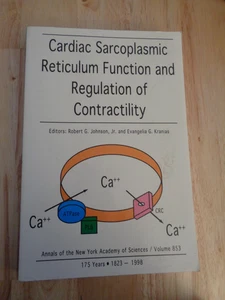 Cardiac Sarcoplasmic
Reticulum Function and
Regulation of
Contractility
Editors: Robert G. Johnson, Jr. and Evangelia G. Kranias
Ca++
Ca++
ATPase
CRC
Ca++
Annals of the New York Academy of Sciences / Volume 853
175 Years • 1823 — 1998